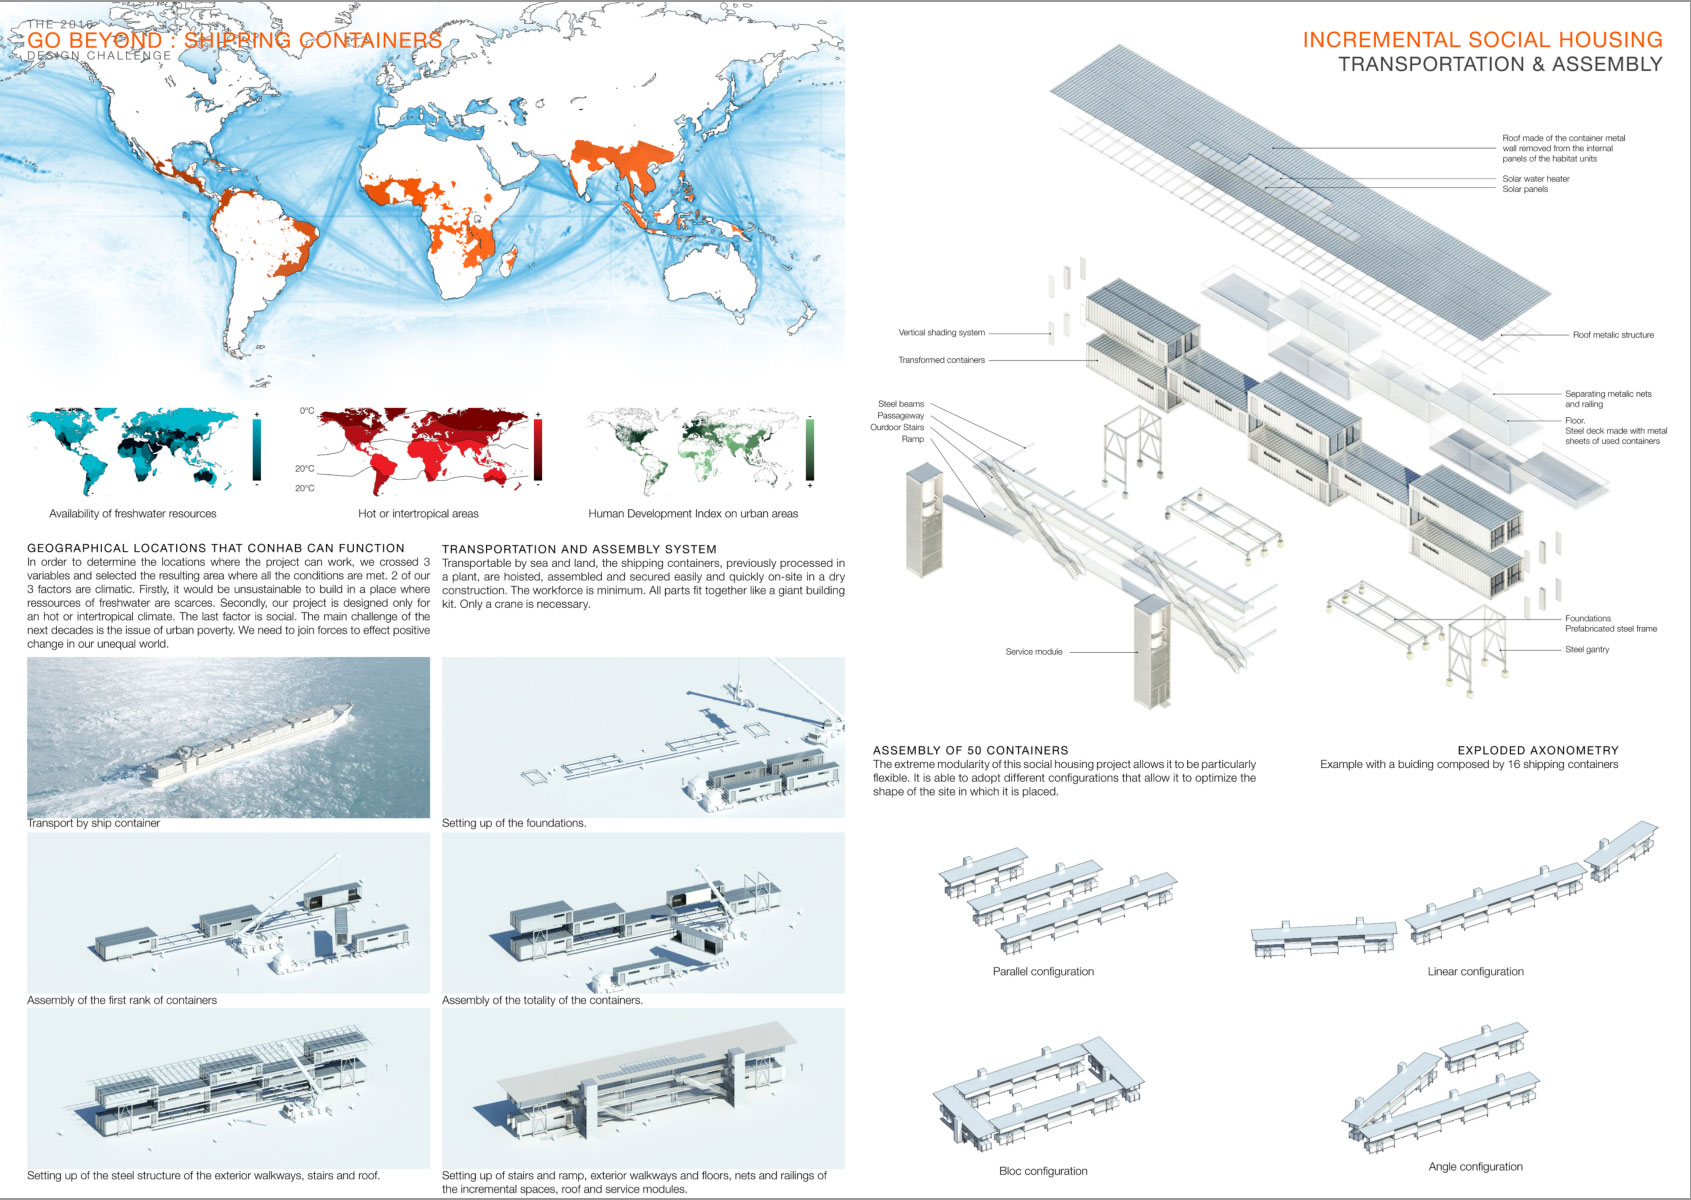 THE 2016
GO BEYOND : SHIPPING CONTAINERS
DESIGN CHALLENGE
INCREMENTAL SOCIAL HOUSING
TRANSPORTATION & ASSEMBLY
Roof made of the container metal
wall removed from the internal
panels of the habitat units
Solar water heater
Solar panels
Vertical shading system
Transformed containers
Roof metalic structure
Separating metalic nets
and railing
Floor.
Steel deck made with metal
sheets of used containers
Steel beams
Passageway
Outdoor Stairs
Ramp
Service module
Foundations
Prefabricated steel frame
Steel gantry
+
-
0°C
20°C
20°C
+
-
-
+
Availability of freshwater resources
Hot or intertropical areas
Human Development Index on urban areas
GEOGRAPHICAL LOCATIONS THAT CONHAB CAN FUNCTION
In order to determine the locations where the project can work, we crossed 3
variables and selected the resulting area where all the conditions are met. 2 of our
3 factors are climatic. Firstly, it would be unsustainable to build in a place where
ressources of freshwater are scarces. Secondly, our project is designed only for
an hot or intertropical climate. The last factor is social. The main challenge of the
next decades is the issue of urban poverty. We need to join forces to effect positive
change in our unequal world.
TRANSPORTATION AND ASSEMBLY SYSTEM
Transportable by sea and land, the shipping containers, previously processed in
a plant, are hoisted, assembled and secured easily and quickly on-site in a dry
construction. The workforce is minimum. All parts fit together like a giant building
kit. Only a crane is necessary.
Transport by ship container
Setting up of the foundations.
Assembly of the first rank of containers
Assembly of the totality of the containers.
Setting up of the steel structure of the exterior walkways, stairs and roof.
Setting up of stairs and ramp, exterior walkways and floors, nets and railings of
the incremental spaces, roof and service modules.
ASSEMBLY OF 50 CONTAINERS
The extreme modularity of this social housing project allows it to be particularly
flexible. It is able to adopt different configurations that allow it to optimize the
shape of the site in which it is placed.
EXPLODED AXONOMETRY
Example with a buiding composed by 16 shipping containers
Parallel configuration
Linear configuration
Bloc configuration
Angle configuration